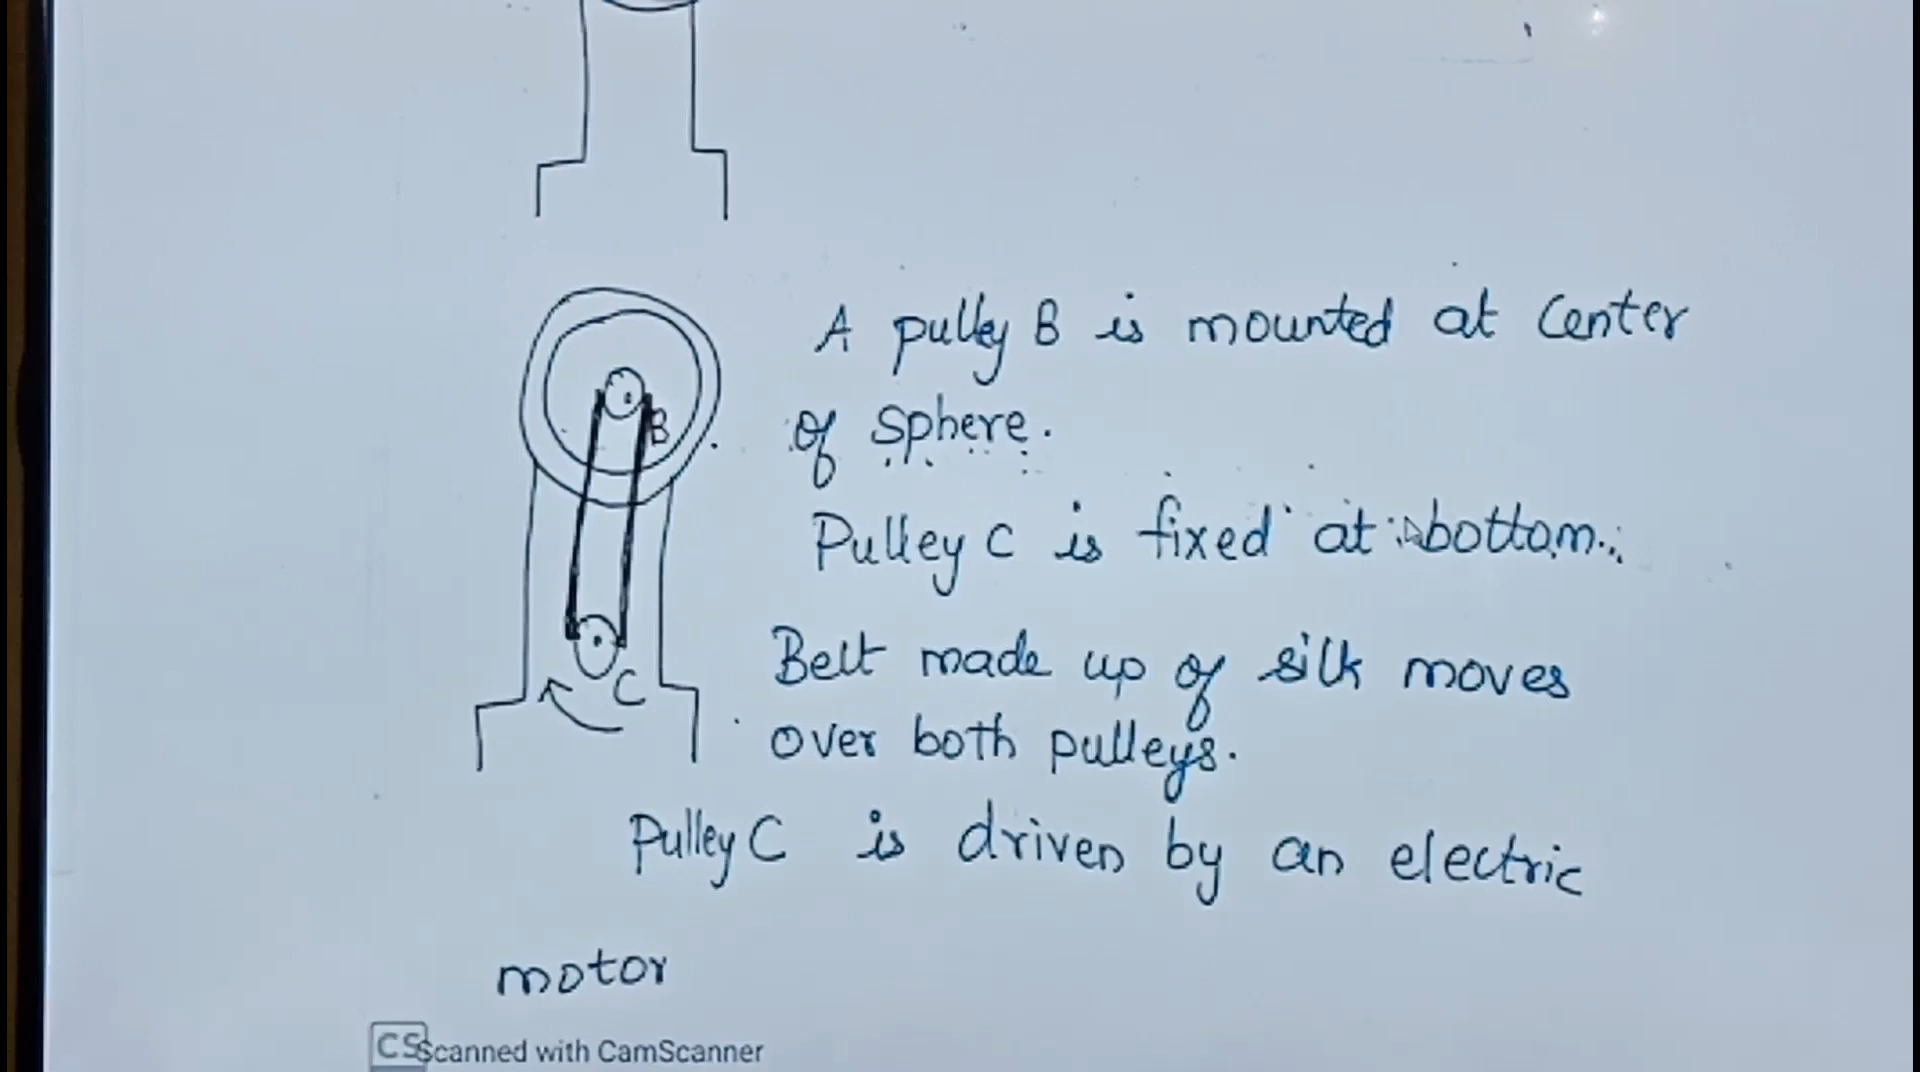 A pulley B is mounted at center
of sphere.
Pulley C is fixed at bottom.
Belt made up of silk moves
over both pulleys.
Pulley C is driven by an electric
motor
B
C
CS Scanned with CamScanner